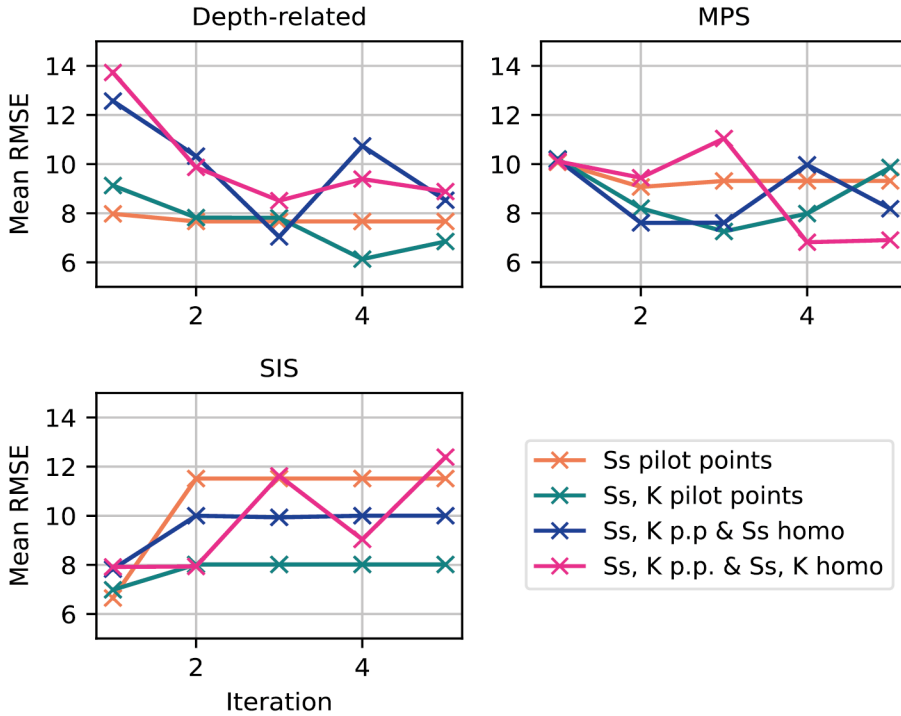 Depth-related
MPS
Mean RMSE
14
12
10
8
6
2
4
14
12
10
8
6
2
4
SIS
Mean RMSE
14
12
10
8
6
2
4
Iteration
Ss pilot points
Ss, K pilot points
Ss, K p.p & Ss homo
Ss, K p.p. & Ss, K homo